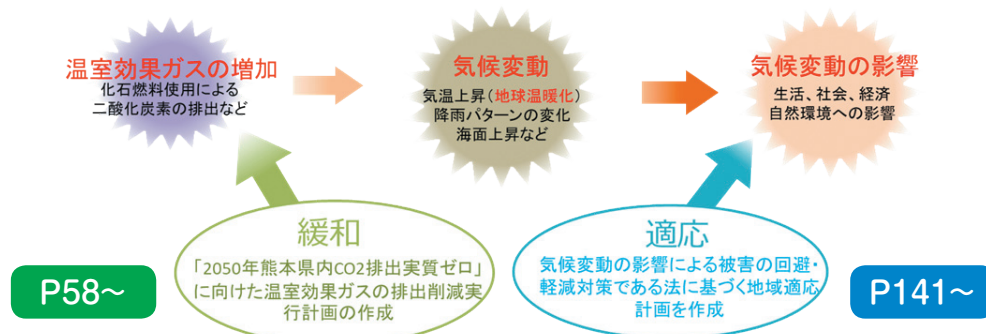 温室効果ガスの増加
化石燃料使用による
二酸化炭素の排出など
気候変動
気温上昇(地球温暖化)
降雨パターンの変化
海面上昇など
気候変動の影響
生活、社会、経済
自然環境への影響
緩和
「2050年熊本県内CO2排出実質ゼロ」
に向けた温室効果ガスの排出削減実
行計画の作成
適応
気候変動の影響による被害の回避・
軽減対策である法に基づく地域適応
計画を作成
P58~
P141~